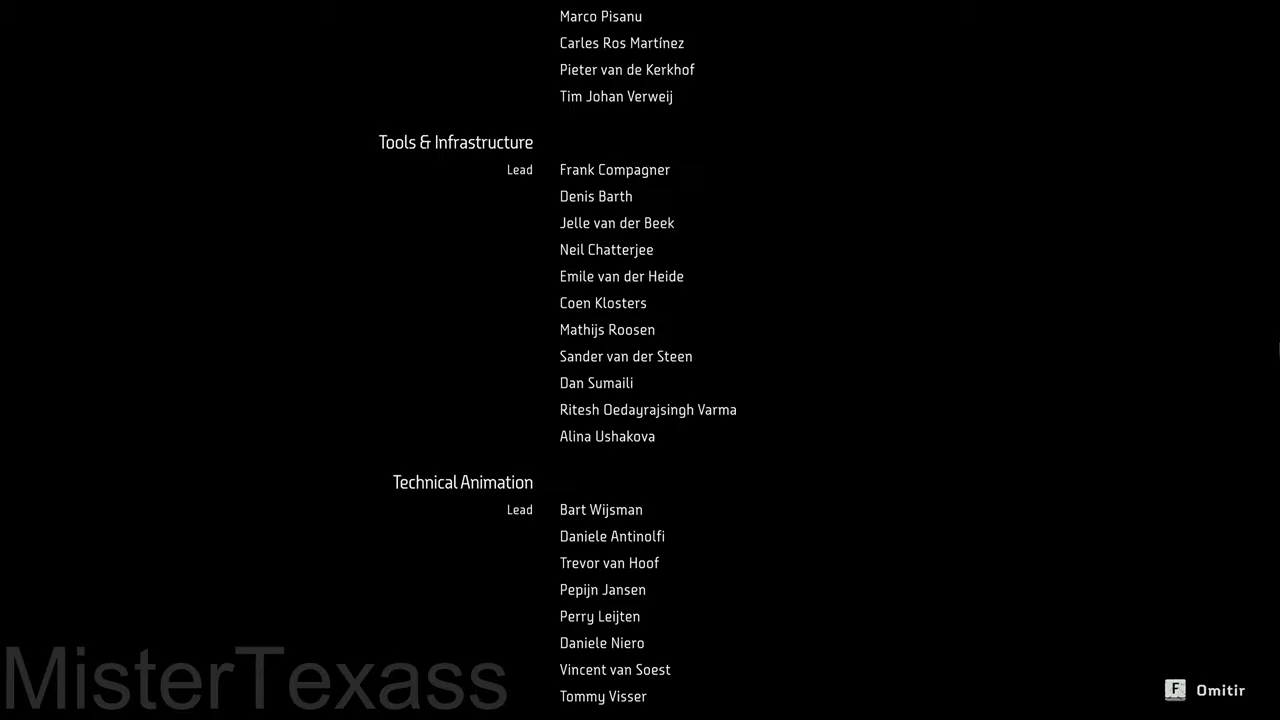 Marco Pisanu
Carles Ros Martínez
Pieter van de Kerkhof
Tim Johan Verweij
Tools & Infrastructure
Lead Frank Compagner
Denis Barth
Jelle van der Beek
Neil Chatterjee
Emile van der Heide
Coen Klosters
Mathijs Roosen
Sander van der Steen
Dan Sumaili
Ritesh Oedayrajsingh Varma
Alina Ushakova
Technical Animation
Lead Bart Wijsman
Daniele Antinolfi
Trevor van Hoof
Pepijn Jansen
Perry Leijten
Daniele Niero
Vincent van Soest
Tommy Visser
MisterTexass
F Omitir